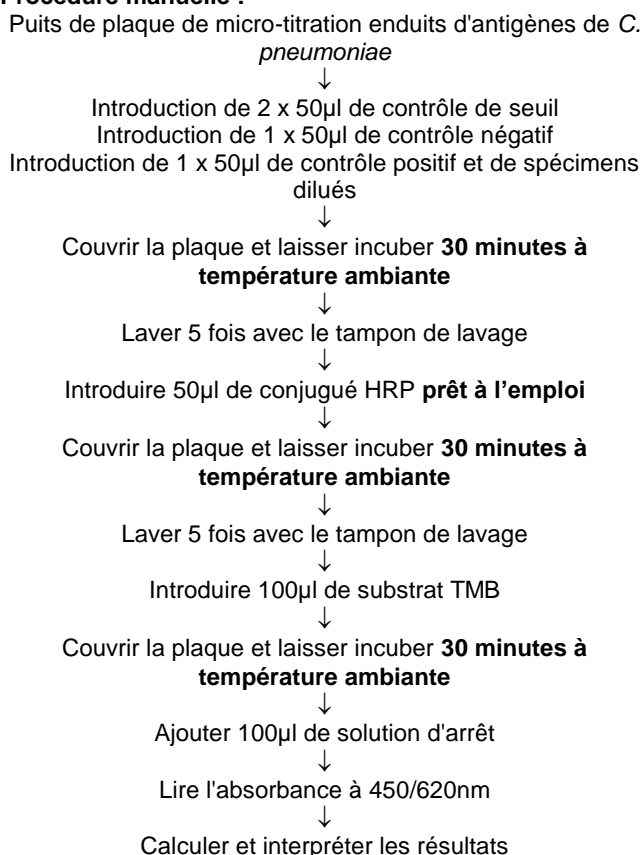 Procédure manuelle :
Puits de plaque de micro-titration enduits d'antigènes de C.
pneumoniae
↓
Introduction de 2 x 50µl de contrôle de seuil
Introduction de 1 x 50µl de contrôle négatif
Introduction de 1 x 50µl de contrôle positif et de spécimens
dilués
↓
Couvrir la plaque et laisser incuber 30 minutes à
température ambiante
↓
Laver 5 fois avec le tampon de lavage
↓
Introduire 50µl de conjugué HRP prêt à l'emploi
↓
Couvrir la plaque et laisser incuber 30 minutes à
température ambiante
↓
Laver 5 fois avec le tampon de lavage
↓
Introduire 100µl de substrat TMB
↓
Couvrir la plaque et laisser incuber 30 minutes à
température ambiante
↓
Ajouter 100µl de solution d'arrêt
↓
Lire l'absorbance à 450/620nm
↓
Calculer et interpréter les résultats